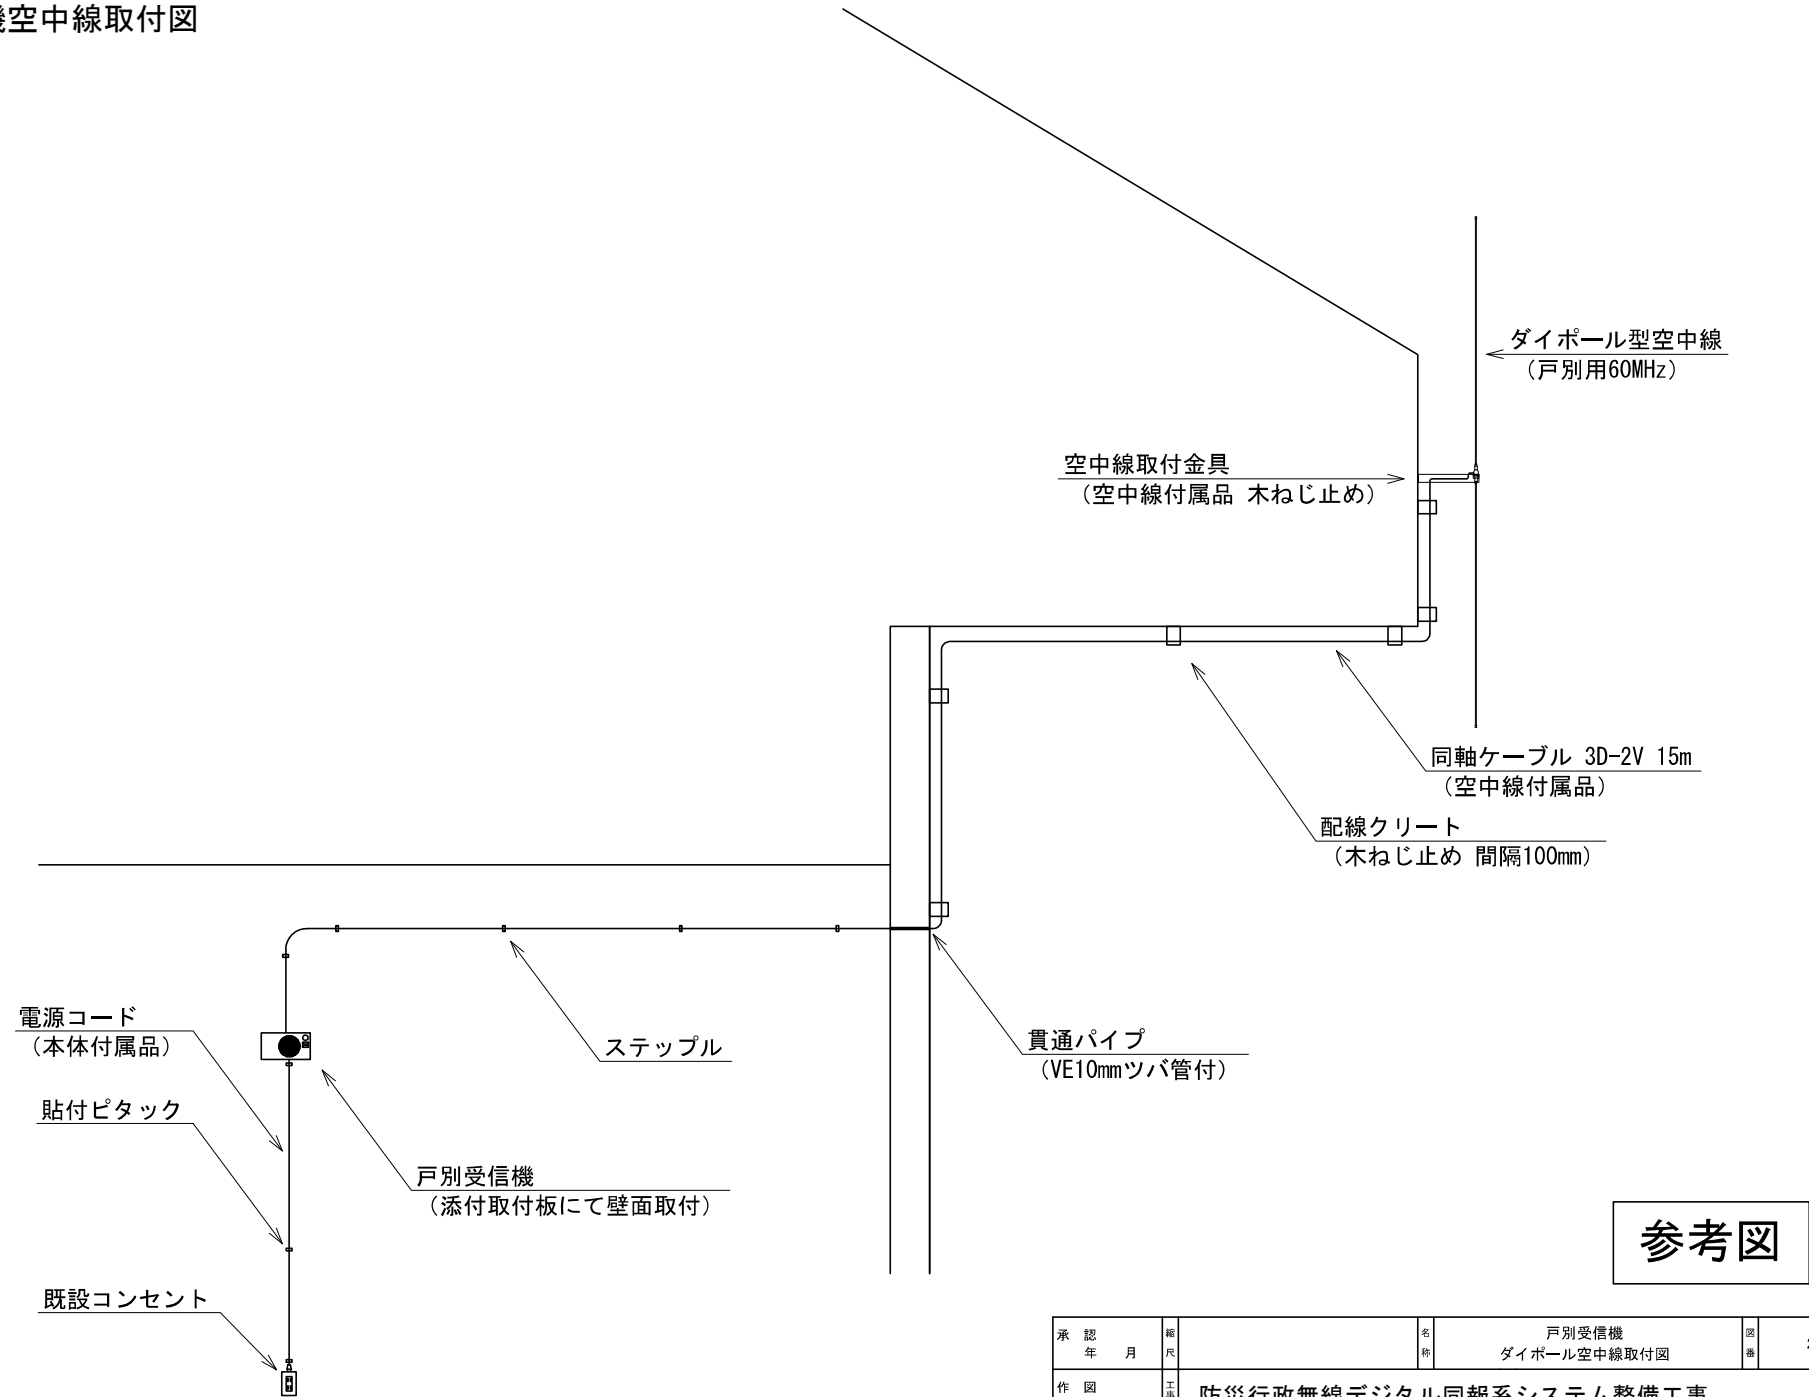 空中線取付図
ダイポール型空中線
（戸別用60MHz）
空中線取付金具
（空中線付属品 木ねじ止め）
同軸ケーブル 3D-2V 15m
（空中線付属品）
配線クリート
（木ねじ止め 間隔100mm）
電源コード
（本体付属品）
ステップル
貫通パイプ
（VE10mmツバ管付）
貼付ピタック
戸別受信機
（添付取付板にて壁面取付）
既設コンセント
参考図
承 認
年 月
縮尺
名称
戸別受信機
ダイポール空中線取付図
図番
作 図
工事
防災行政無線デジタル同報系システム整備工事